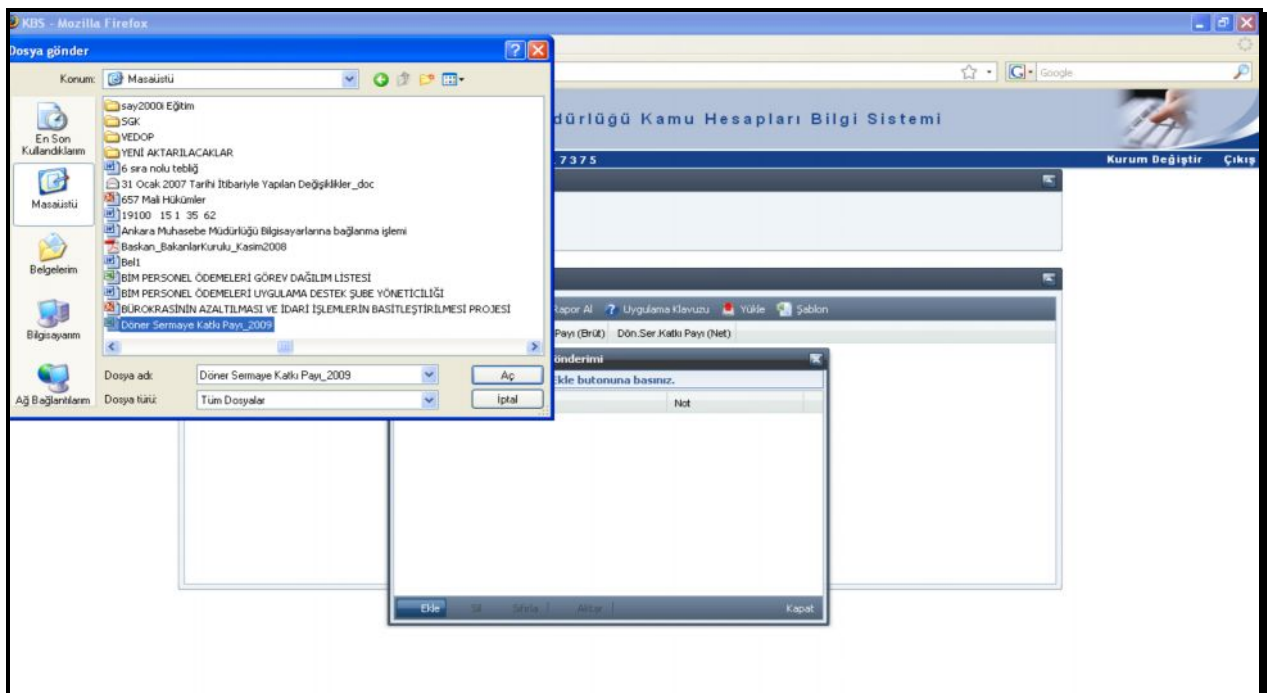 KBS - Mozilla Firefox
Dosya gönder
Konum: Masaüstü
Google
En Son Kullandıklarım
Masaüstü
Belgelerim
Bilgisayarım
Ağ Bağlantılarım
say2000i Eğitim
SGK
VEDOP
YENİ AKTARILACAKLAR
6 sıra nolu tebliğ
31 Ocak 2007 Tarihi İtibariyle Yapılan Değişiklikler_doc
657 Mali Hükümler
19100 15 1 35 62
Ankara Muhasebe Müdürlüğü Bilgisayarlarına bağlanma işlemi
Baskan_BakanlarKurulu_Kasim2008
Bel1
BİM PERSONEL ÖDEMELERİ GÖREV DAĞILIM LİSTESİ
BİM PERSONEL ÖDEMELERİ UYGULAMA DESTEK ŞUBE YÖNETİCİLİĞİ
BÜROKRASİNİN AZALTILMASI VE İDARİ İŞLEMLERİN BASİTLEŞTİRİLMESİ PROJESİ
Döner Sermaye Katkı Payı_2009
Dosya adı: Döner Sermaye Katkı Payı_2009 Aç
Dosya türü: Tüm Dosyalar İptal
dürlüğü Kamu Hesapları Bilgi Sistemi
.7375 Kurum Değiştir Çıkış
Rapor Al Uygulama Klavuzu Yükle Şablon
Payı (Brüt) Dön.Ser.Katkı Payı (Net)
önderimi
Ekle butonuna basınız.
Not
Ekle Sil Sıfırla Aktar Kapat